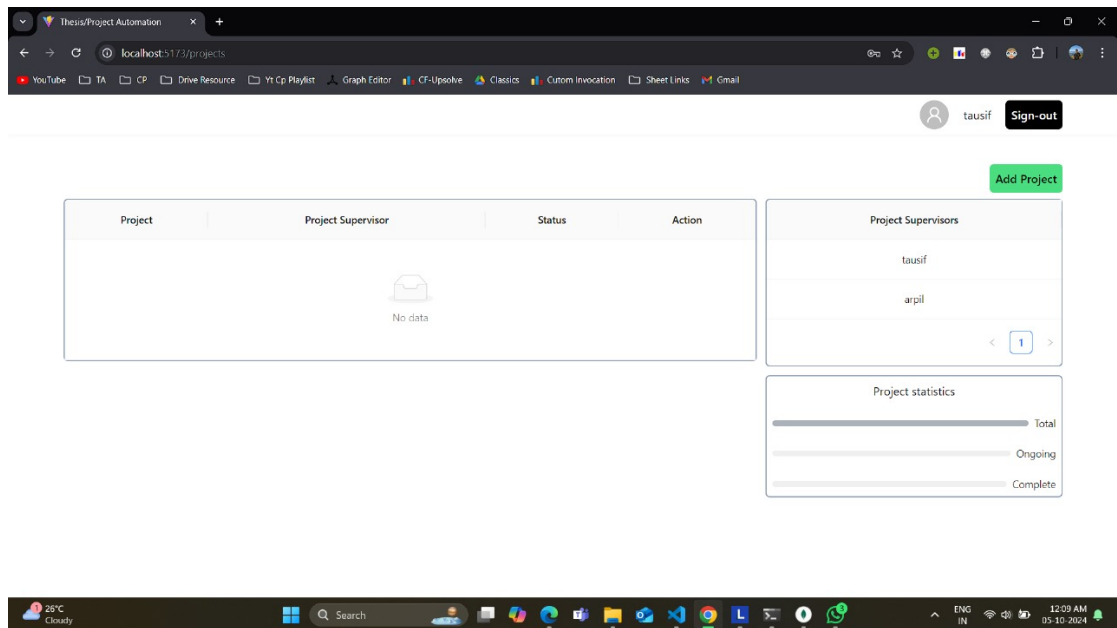 Thesis/Project Automation
localhost:5173/projects
YouTube TA CP Drive Resource Yt Cp Playlist Graph Editor CF-Upsolve Classics Cutom Invocation Sheet Links Gmail
tausif Sign-out
Add Project
Project Project Supervisor Status Action
No data
Project Supervisors
tausif
arpil
1
Project statistics
Total
Ongoing
Complete
1
26°C
Cloudy
Search
3
ENG
IN
12:09 AM
05-10-2024